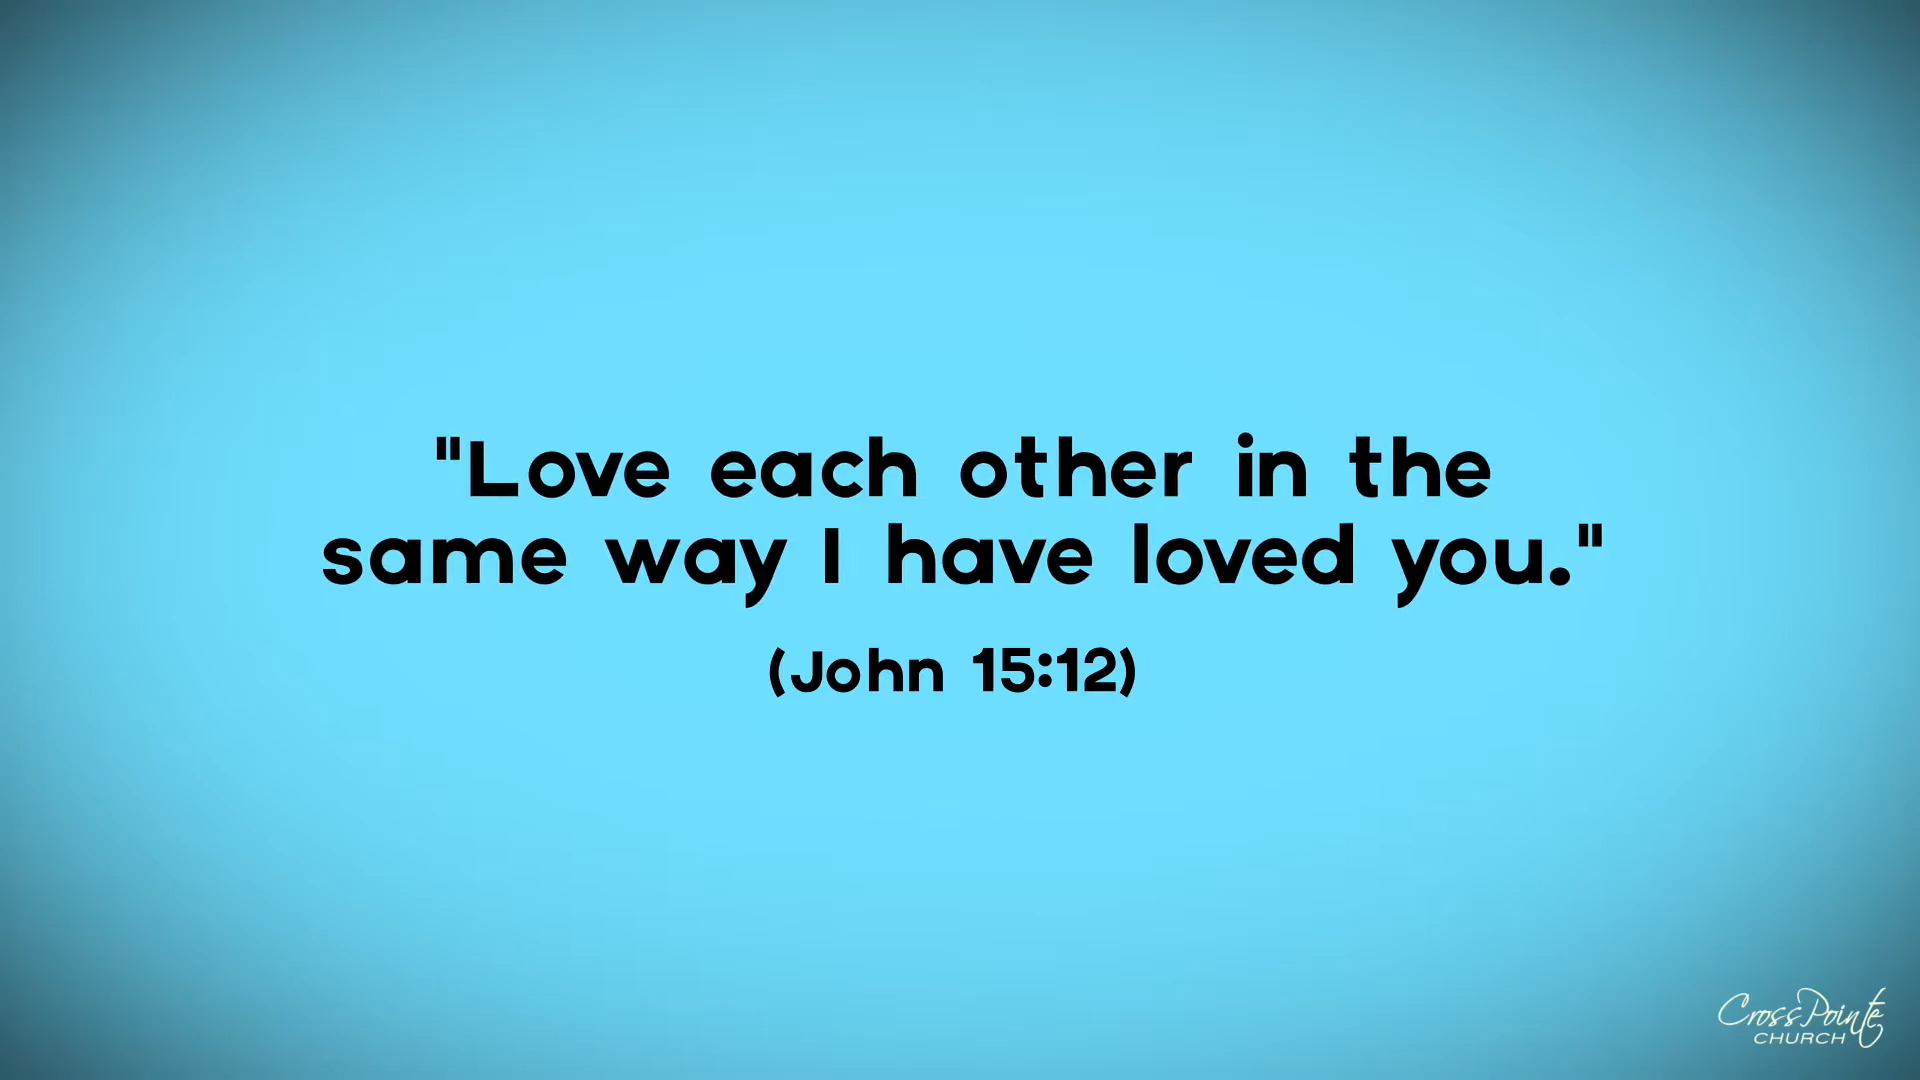 "Love each other in the
same way I have loved you."
(John 15:12)
CrossPointe
CHURCH